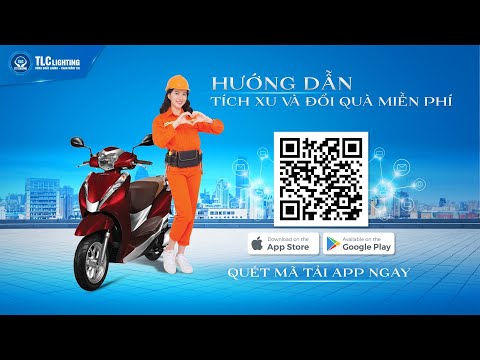 TLC LIGHTING
HƯỚNG DẪN
TÍCH XU VÀ ĐỔI QUÀ MIỄN PHÍ
Download on the
App Store
Available on the
Google Play
QUÉT MÃ TẢI APP NGAY